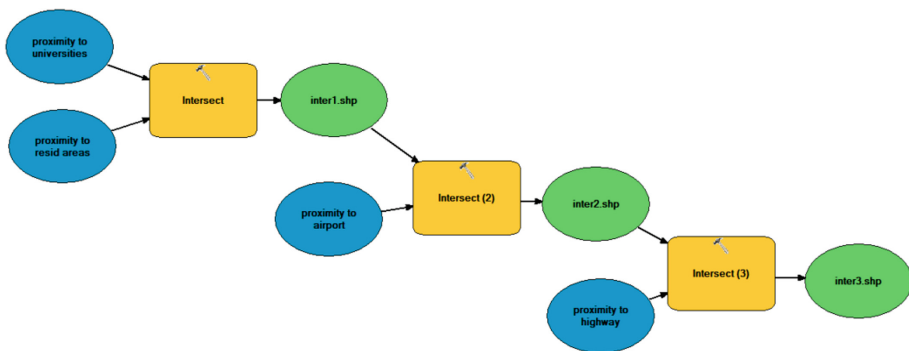 proximity to
universities
Intersect
inter1.shp
proximity to
resid areas
Intersect (2)
inter2.shp
proximity to
airport
Intersect (3)
inter3.shp
proximity to
highway